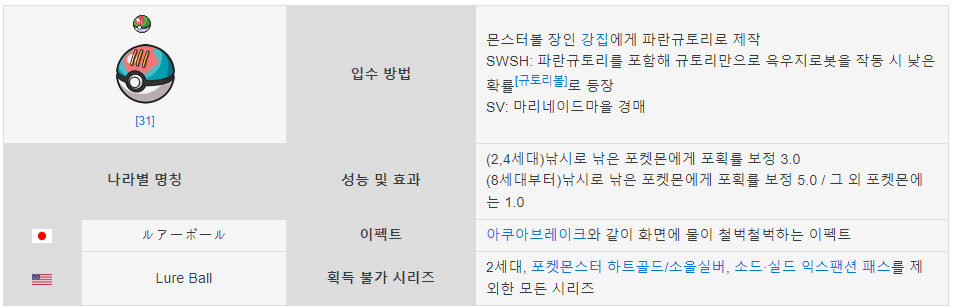 [31]
입수 방법
몬스터볼 장인 강집에게 파란규토리로 제작
SWSH: 파란규토리를 포함해 규토리만으로 욕우지로봇을 작동 시 낮은
확률[규토리볼]로 등장
SV: 마리네이드마을 경매
나라별 명칭
성능 및 효과
(2,4세대)낚시로 낚은 포켓몬에게 포획률 보정 3.0
(8세대부터)낚시로 낚은 포켓몬에게 포획률 보정 5.0 / 그 외 포켓몬에
는 1.0
ルアーボール
이펙트
아쿠아브레이크와 같이 화면에 물이 철벅철벅하는 이펙트
Lure Ball
획득 불가 시리즈
2세대, 포켓몬스터 하트골드/소울실버, 소드·실드 익스팬션 패스를 제
외한 모든 시리즈